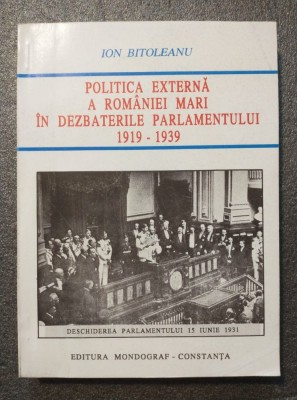 ION BITOLEANU
POLITICA EXTERNĂ
A ROMÂNIEI MARI
ÎN DEZBATERILE PARLAMENTULUI
1919 - 1939
DESCHIDEREA PARLAMENTULUI 15 IUNIE 1931
EDITURA MONDOGRAF - CONSTANȚA